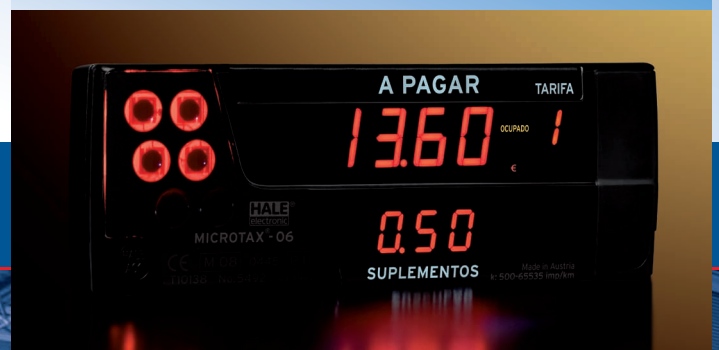 A PAGAR TARIFA
13.60 OCUPADO 1
€
HALE
electronic
0.50
MICROTAX®-06
CE
SUPLEMENTOS
Made in Austria
k: 500-65535 imp/km